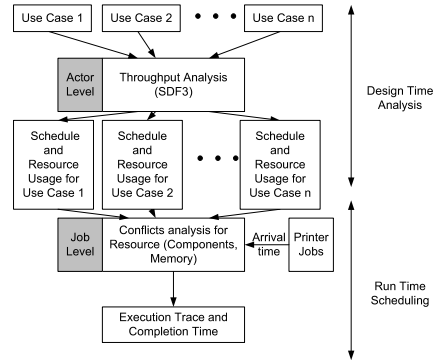 Use Case 1
Use Case 2
Use Case n
Actor
Level
Throughput Analysis
(SDF3)
Design Time
Analysis
Schedule
and
Resource
Usage for
Use Case 1
Schedule
and
Resource
Usage for
Use Case 2
Schedule
and
Resource
Usage for
Use Case n
Job
Level
Conflicts analysis for
Resource (Components,
Memory)
Arrival
time
Printer
Jobs
Run Time
Scheduling
Execution Trace and
Completion Time